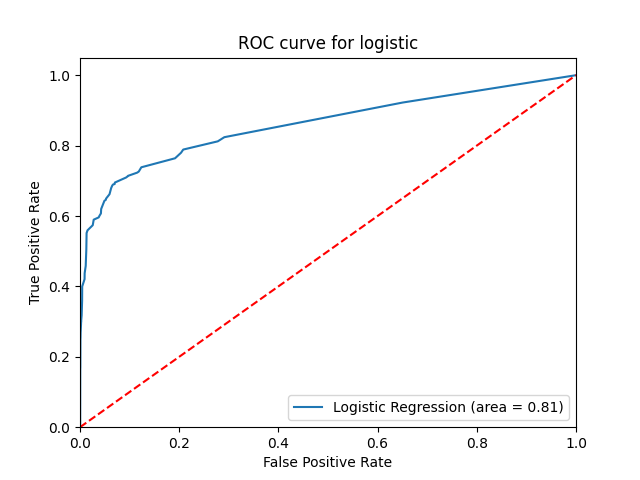 ROC curve for logistic
True Positive Rate
1.0
0.8
0.6
0.4
0.2
0.0
Logistic Regression (area = 0.81)
0.0 0.2 0.4 0.6 0.8 1.0
False Positive Rate